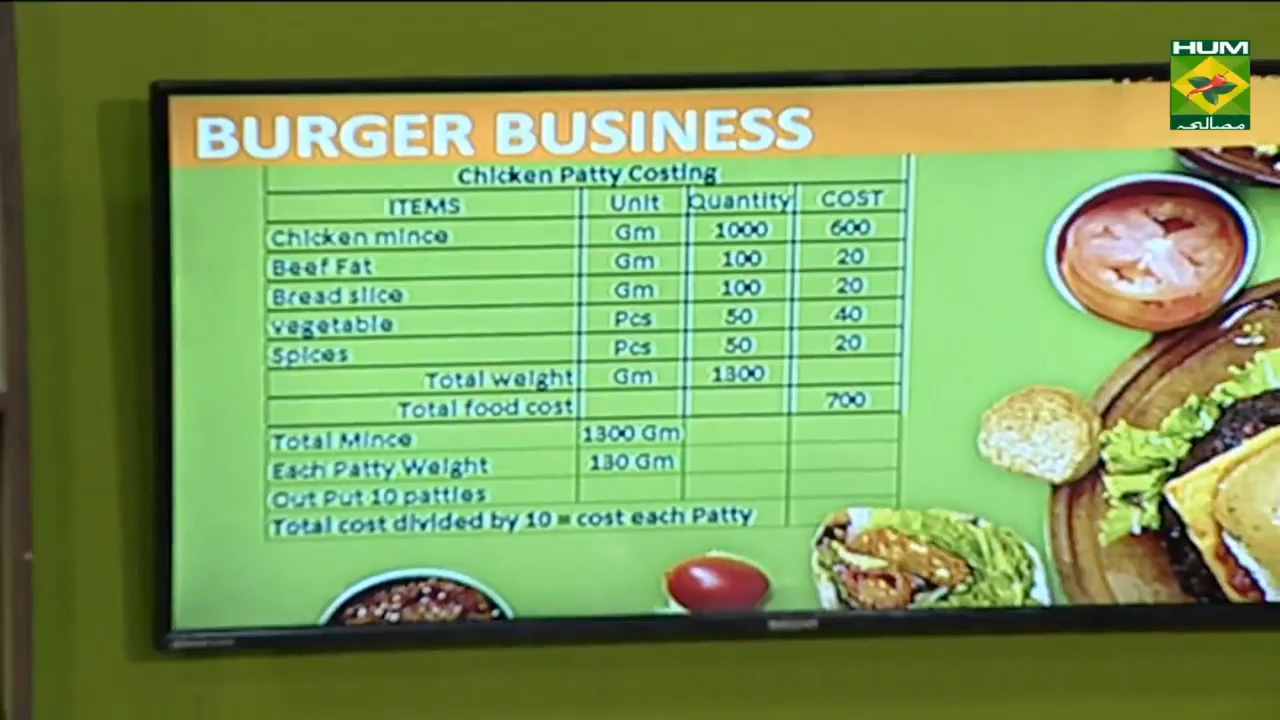 HUM
مصالحہ
BURGER BUSINESS
Chicken Patty Costing
ITEMS Unit Quantity COST
Chicken mince Gm 1000 600
Beef Fat Gm 100 20
Bread slice Gm 100 20
vegetable Pcs 50 40
Spices Pcs 50 20
Total weight Gm 1300
Total food cost 700
Total Mince 1300 Gm
Each Patty Weight 130 Gm
Out Put 10 patties
Total cost divided by 10 = cost each Patty